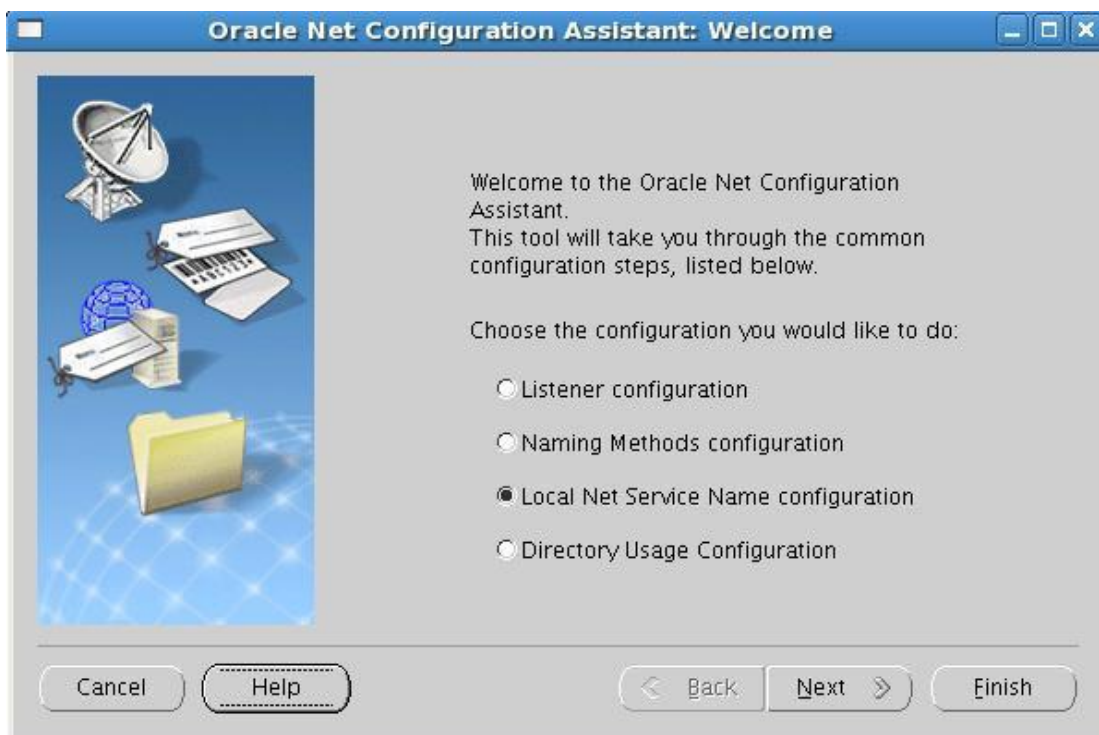 Oracle Net Configuration Assistant: Welcome
Welcome to the Oracle Net Configuration
Assistant.
This tool will take you through the common
configuration steps, listed below.
Choose the configuration you would like to do:
Listener configuration
Naming Methods configuration
Local Net Service Name configuration
Directory Usage Configuration
Cancel
Help
Back
Next
Finish